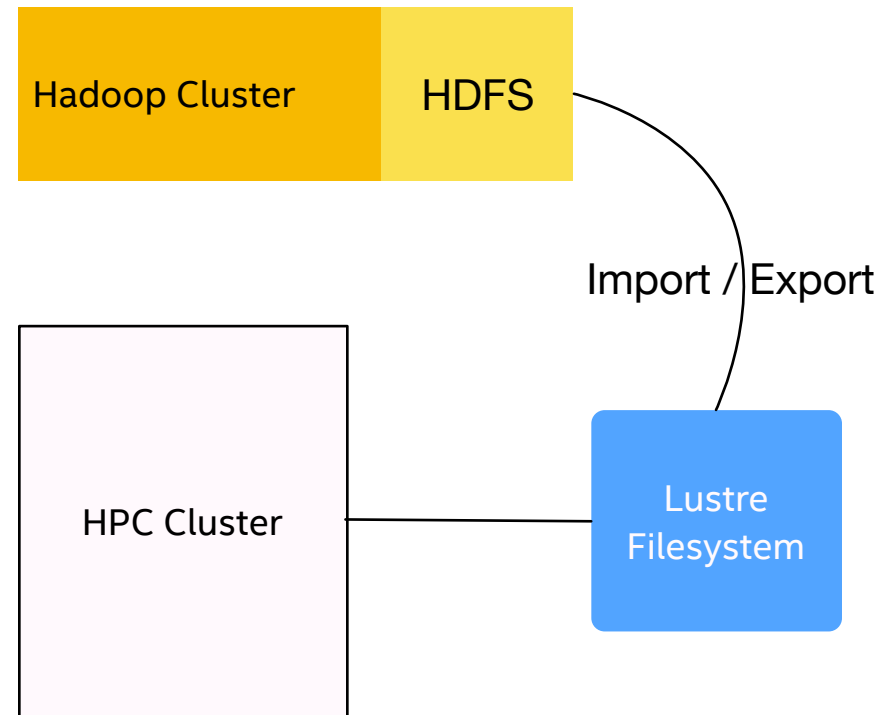 Hadoop Cluster
HDFS
Import / Export
HPC Cluster
Lustre
Filesystem